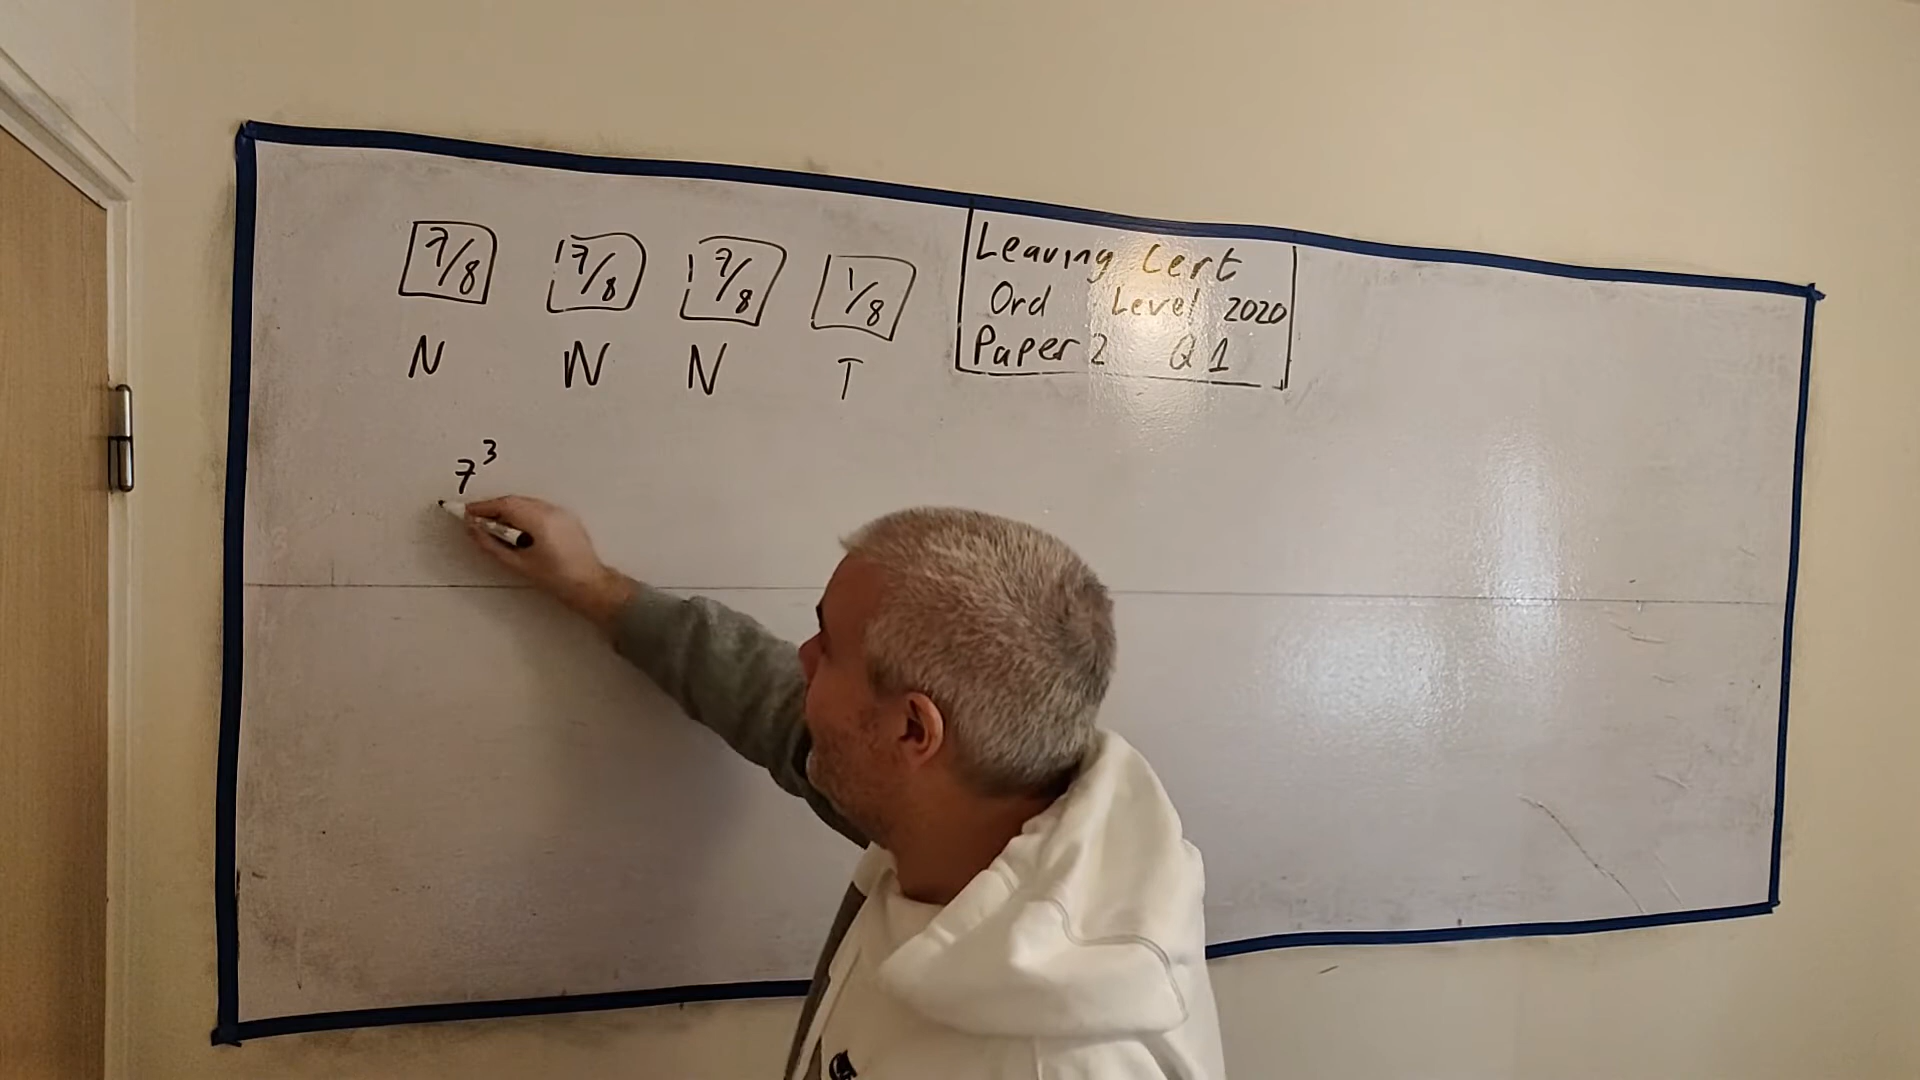 7/8 7/8 7/8 1/8
N N N T
Leaving Cert
Ord Level 2020
Paper 2 Q1
7³